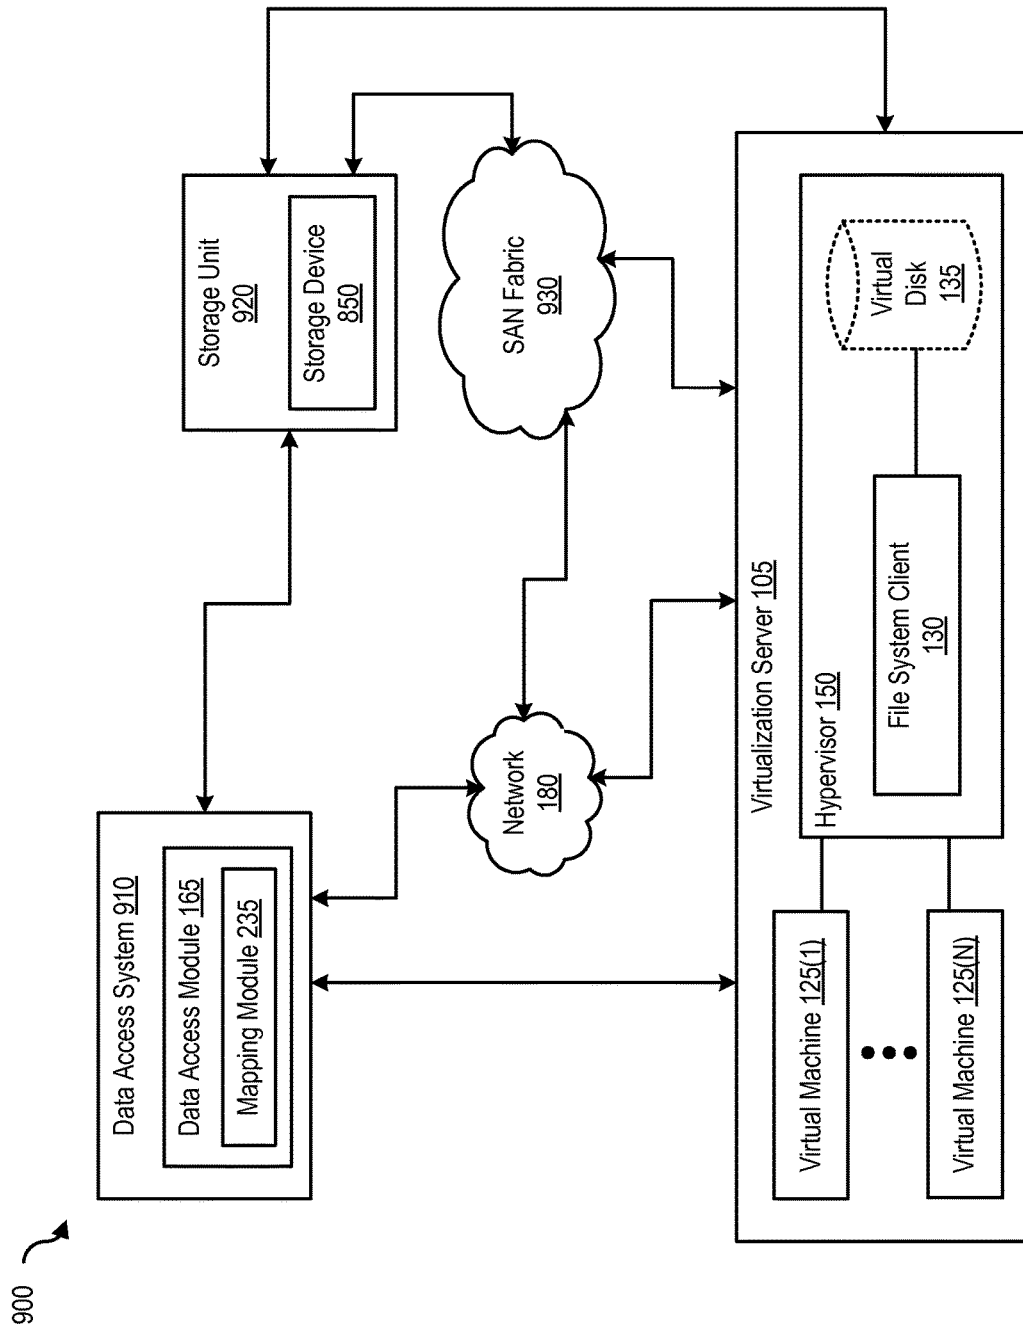 900
Data Access System 910
Data Access Module 165
Mapping Module 235
Storage Unit
920
Storage Device
850
Network
180
SAN Fabric
930
Virtualization Server 105
Virtual Machine 125(1)
Virtual Machine 125(N)
Hypervisor 150
File System Client
130
Virtual
Disk
135